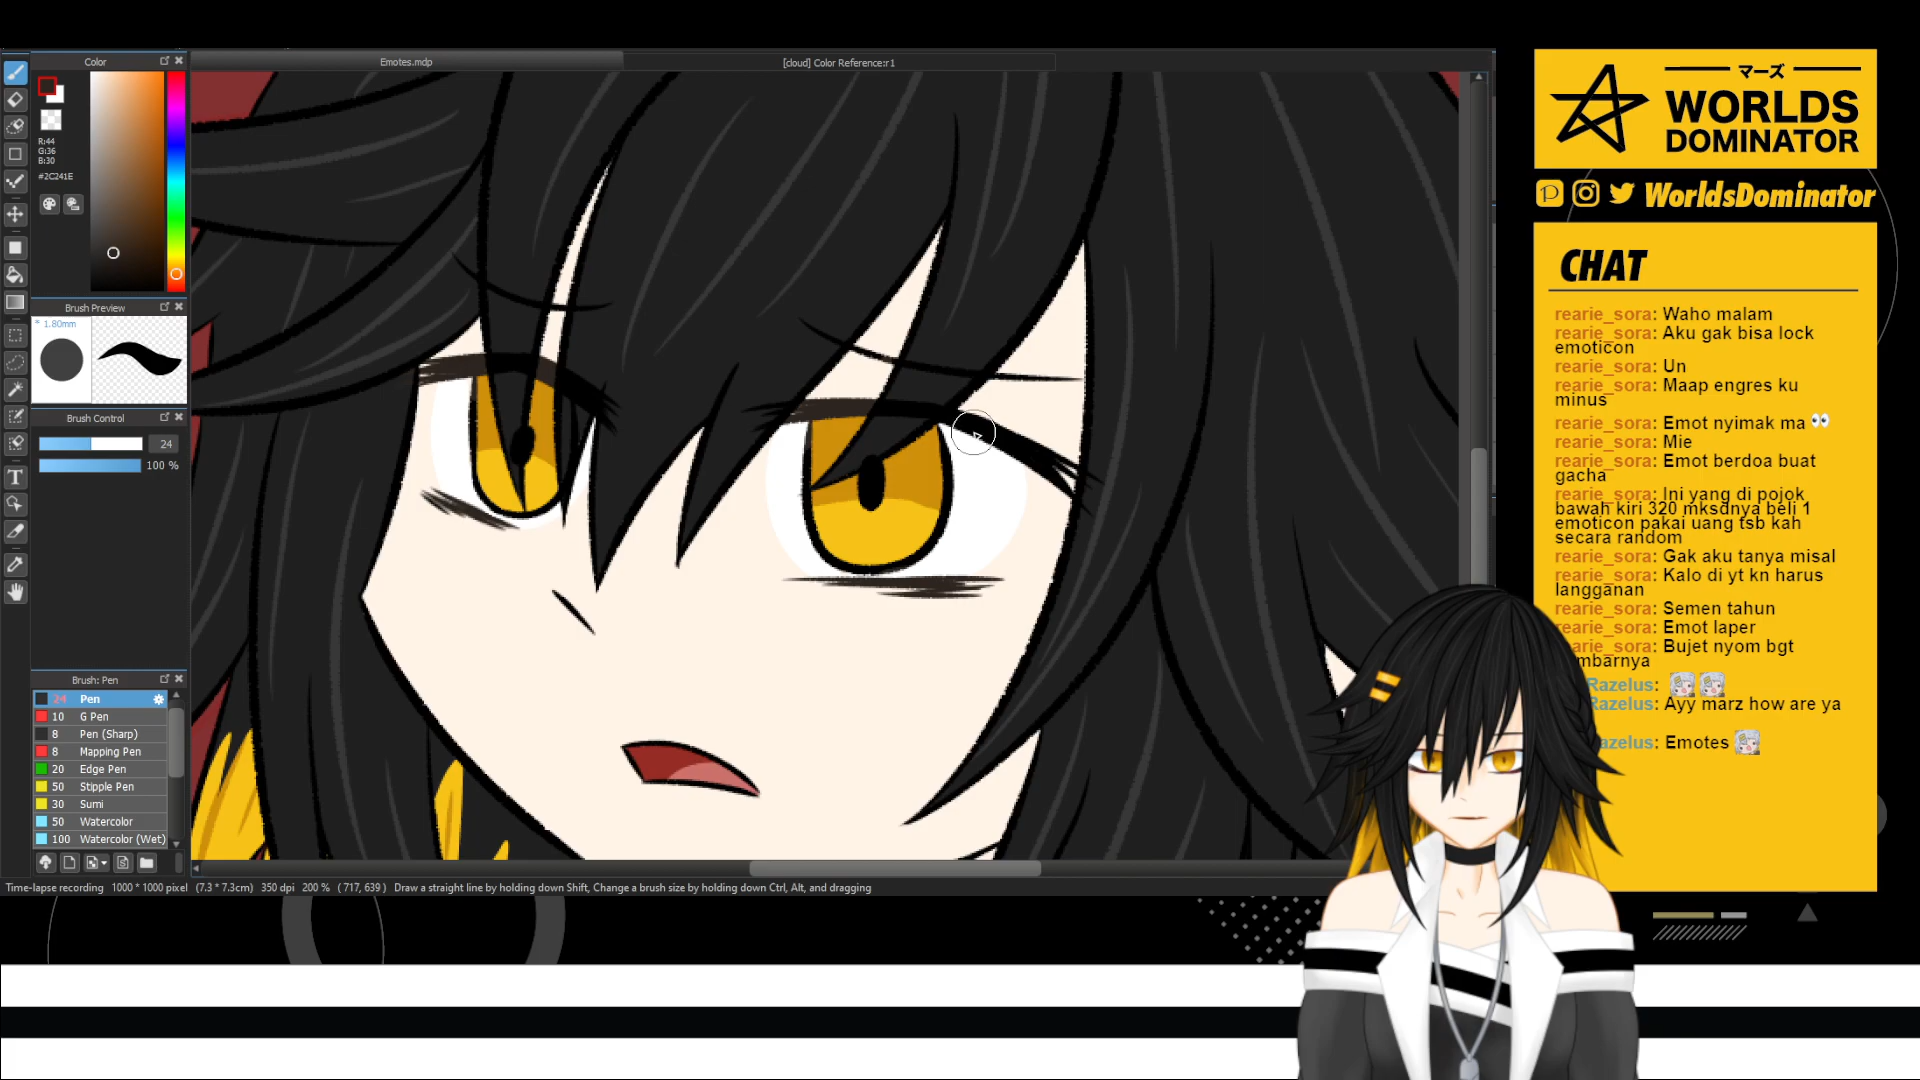 Color
Emotes.mdp
[cloud] Color Reference:r1
R:44
G:36
B:30
#2C241E
Brush Preview
* 1.80mm
Brush Control
24
100 %
Brush: Pen
24 Pen
10 G Pen
8 Pen (Sharp)
8 Mapping Pen
20 Edge Pen
50 Stipple Pen
30 Sumi
50 Watercolor
100 Watercolor (Wet)
Time-lapse recording 1000 * 1000 pixel (7.3 * 7.3cm) 350 dpi 200 % ( 717, 639 ) Draw a straight line by holding down Shift, Change a brush size by holding down Ctrl, Alt, and dragging
マーズ
WORLDS
DOMINATOR
WorldsDominator
CHAT
rearie_sora: Waho malam
rearie_sora: Aku gak bisa lock
emoticon
rearie_sora: Un
rearie_sora: Maap engres ku
minus
rearie_sora: Emot nyimak ma 👀
rearie_sora: Mie
rearie_sora: Emot berdoa buat
gacha
rearie_sora: Ini yang di pojok
bawah kiri 320 mksdnya beli 1
emoticon pakai uang tsb kah
secara random
rearie_sora: Gak aku tanya misal
rearie_sora: Kalo di yt kn harus
langganan
rearie_sora: Semen tahun
rearie_sora: Emot laper
rearie_sora: Bujet nyom bgt
mbarnya
Razelus:
Razelus: Ayy marz how are ya
azelus: Emotes